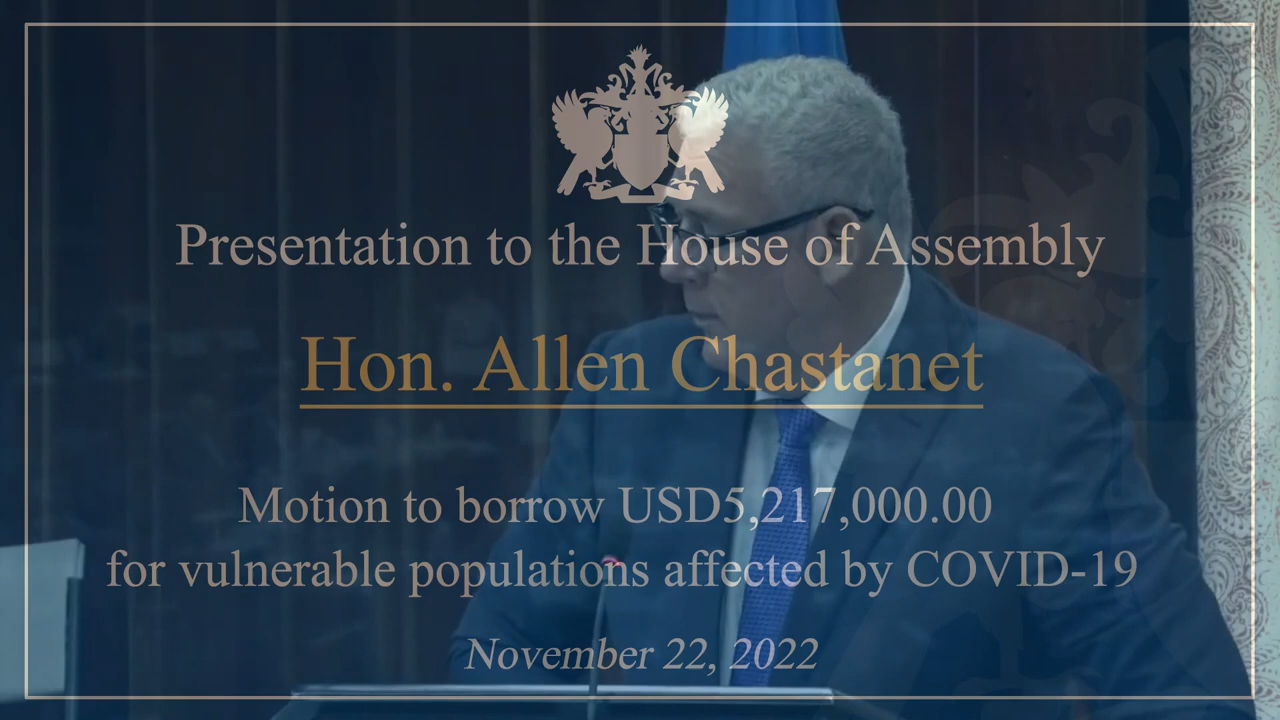 Presentation to the House of Assembly
Hon. Allen Chastanet
Motion to borrow USD5,217,000.00
for vulnerable populations affected by COVID-19
November 22, 2022